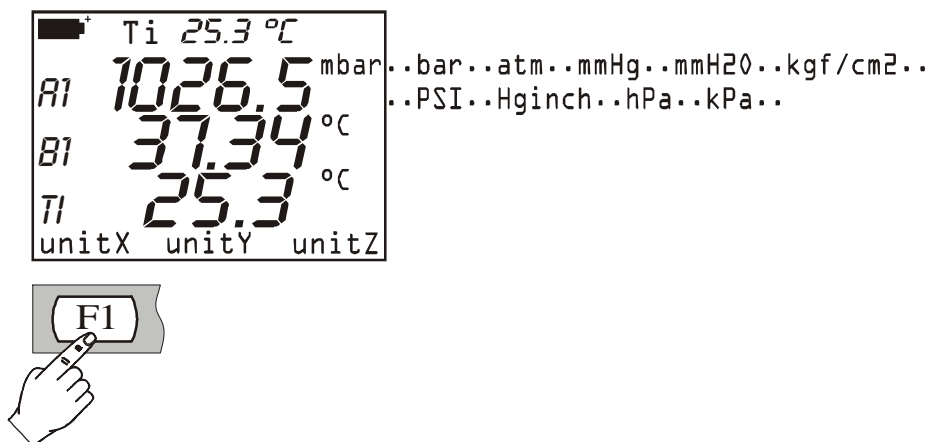 Ti 25.3 °C
A1 1026.5 mbar..bar..atm..mmHg..mmH20..kgf/cm2..
..PSI..Hginch..hPa..kPa..
B1 37.34 °C
TI 25.3 °C
unitX unitY unitZ
F1